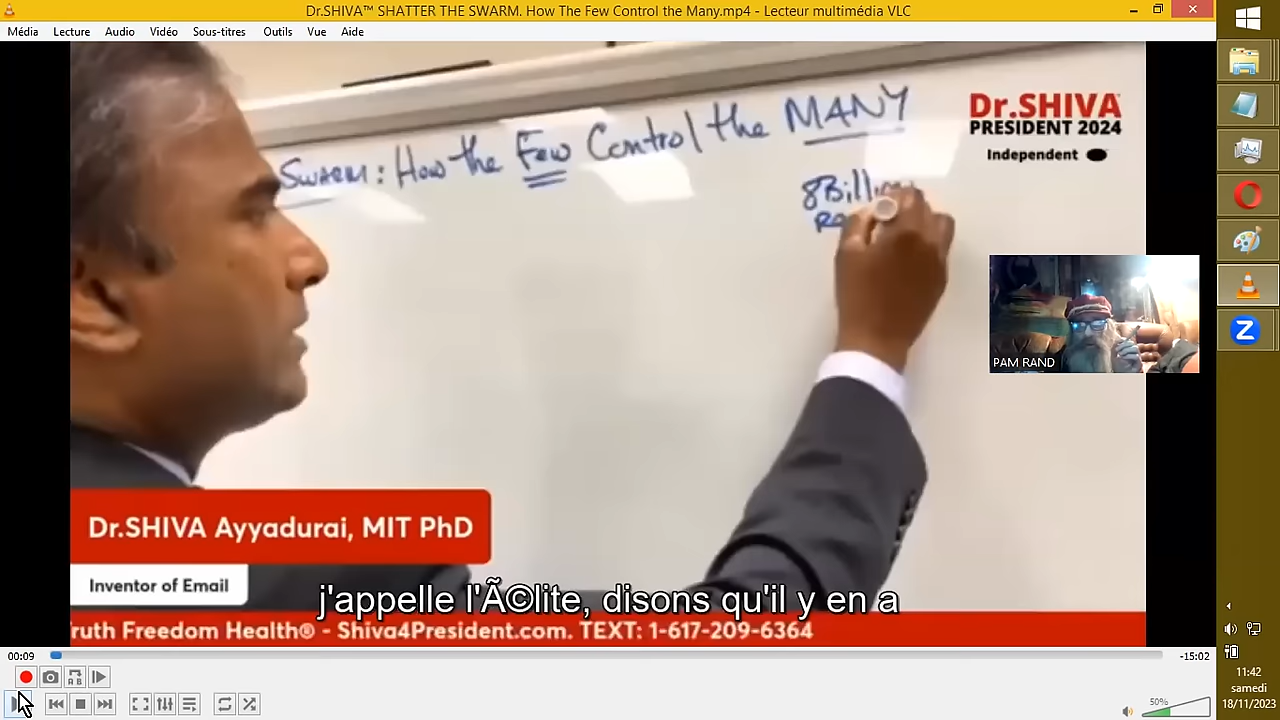 Dr.SHIVA™ SHATTER THE SWARM. How The Few Control the Many.mp4 - Lecteur multimédia VLC
Média Lecture Audio Vidéo Sous-titres Outils Vue Aide
SWARM: How the Few Control the MANY
8Billion
Dr.SHIVA
PRESIDENT 2024
Independent
PAM RAND
Dr.SHIVA Ayyadurai, MIT PhD
Inventor of Email
j'appelle l'Ã©lite, disons qu'il y en a
ruth Freedom Health® - Shiva4President.com. TEXT: 1-617-209-6364
00:09
-15:02
50%
11:42
samedi
18/11/2023